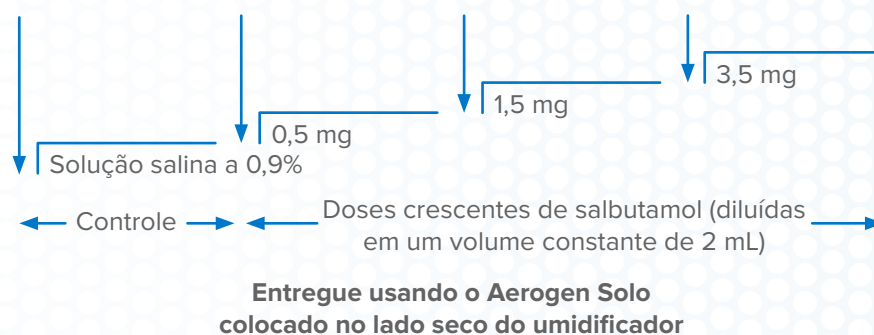 3,5 mg
1,5 mg
0,5 mg
Solução salina a 0,9%
Controle
Doses crescentes de salbutamol (diluídas
em um volume constante de 2 mL)
Entregue usando o Aerogen Solo
colocado no lado seco do umidificador